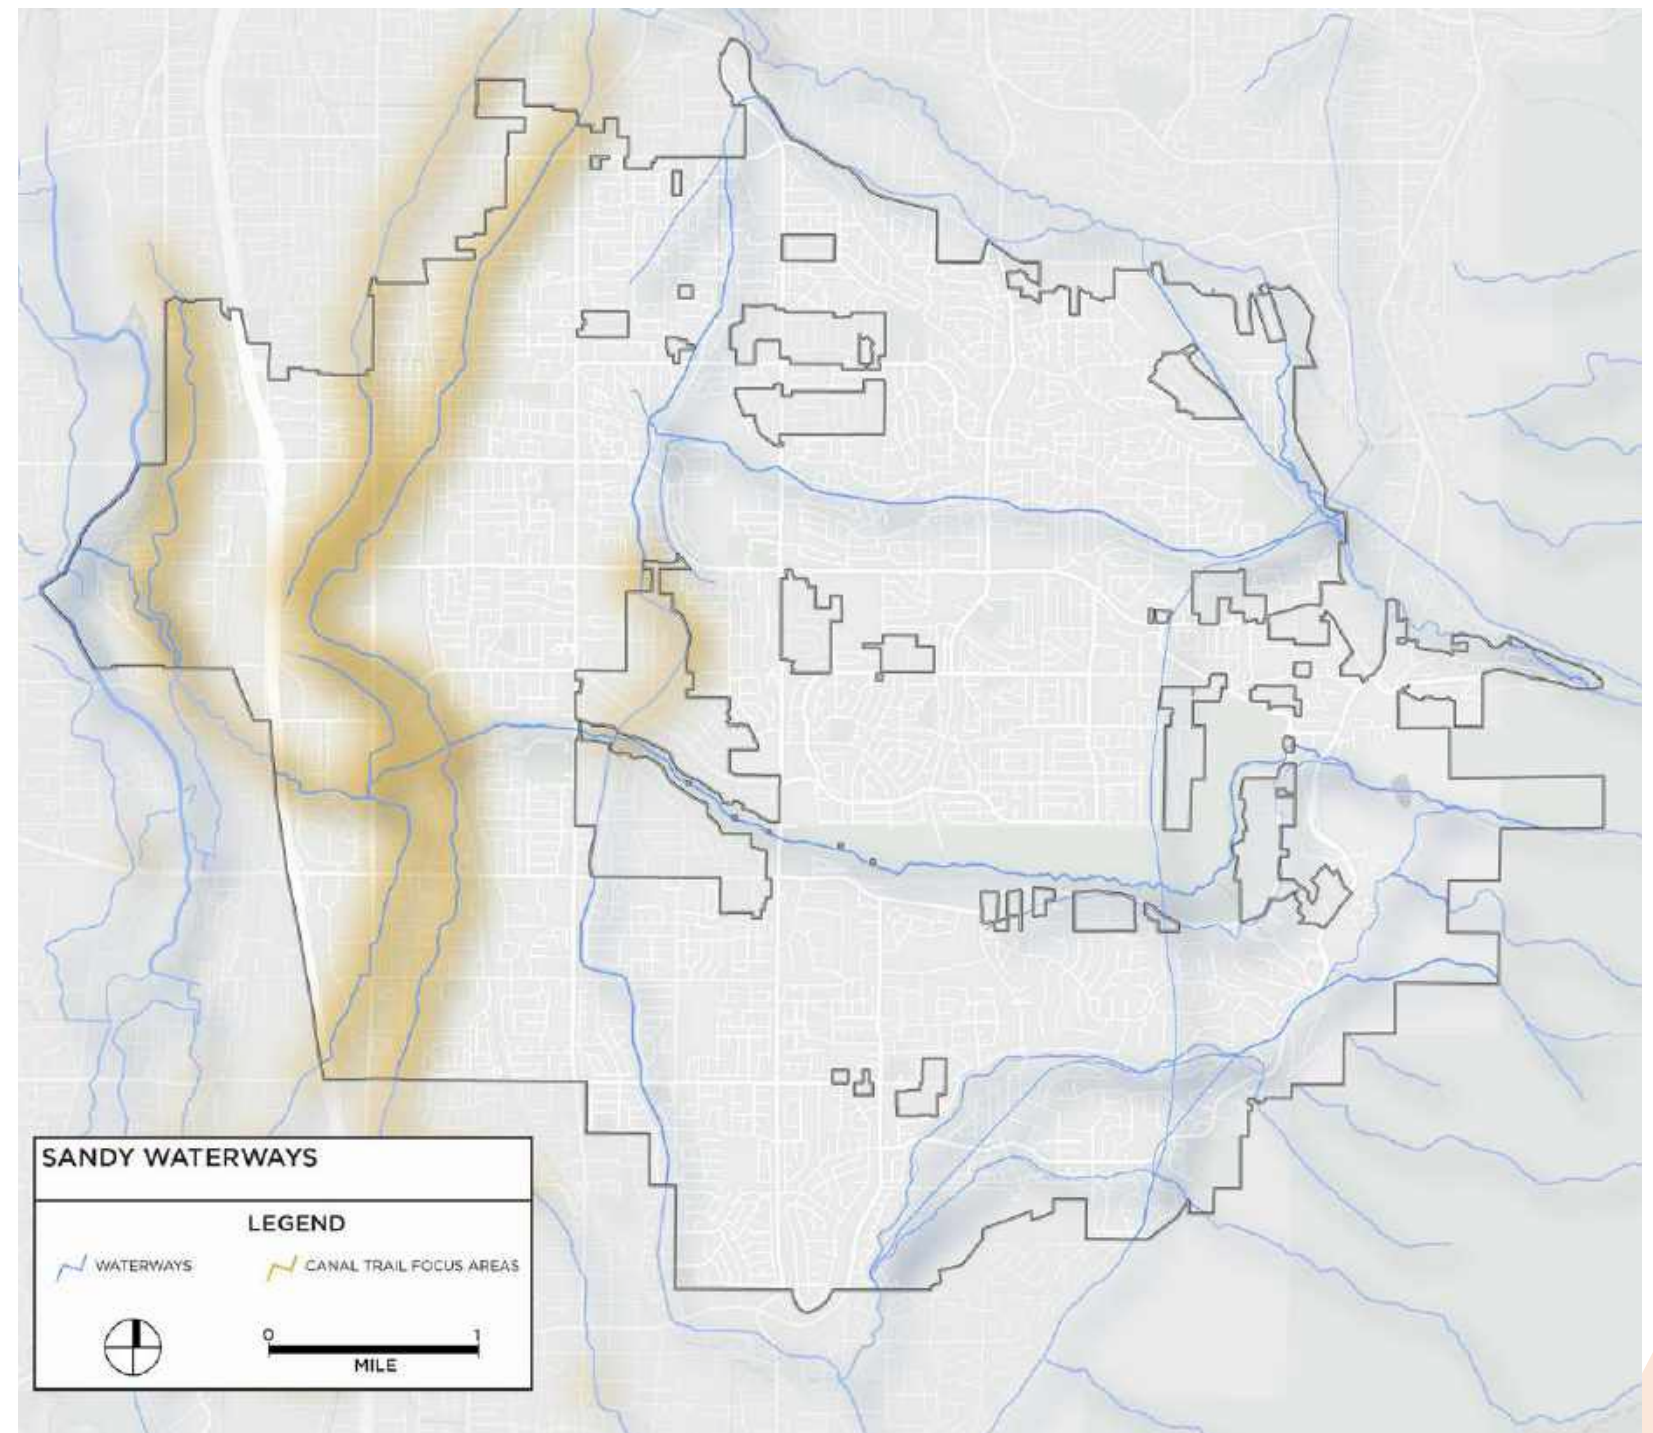 SANDY WATERWAYS
LEGEND
WATERWAYS
CANAL TRAIL FOCUS AREAS
0 1
MILE